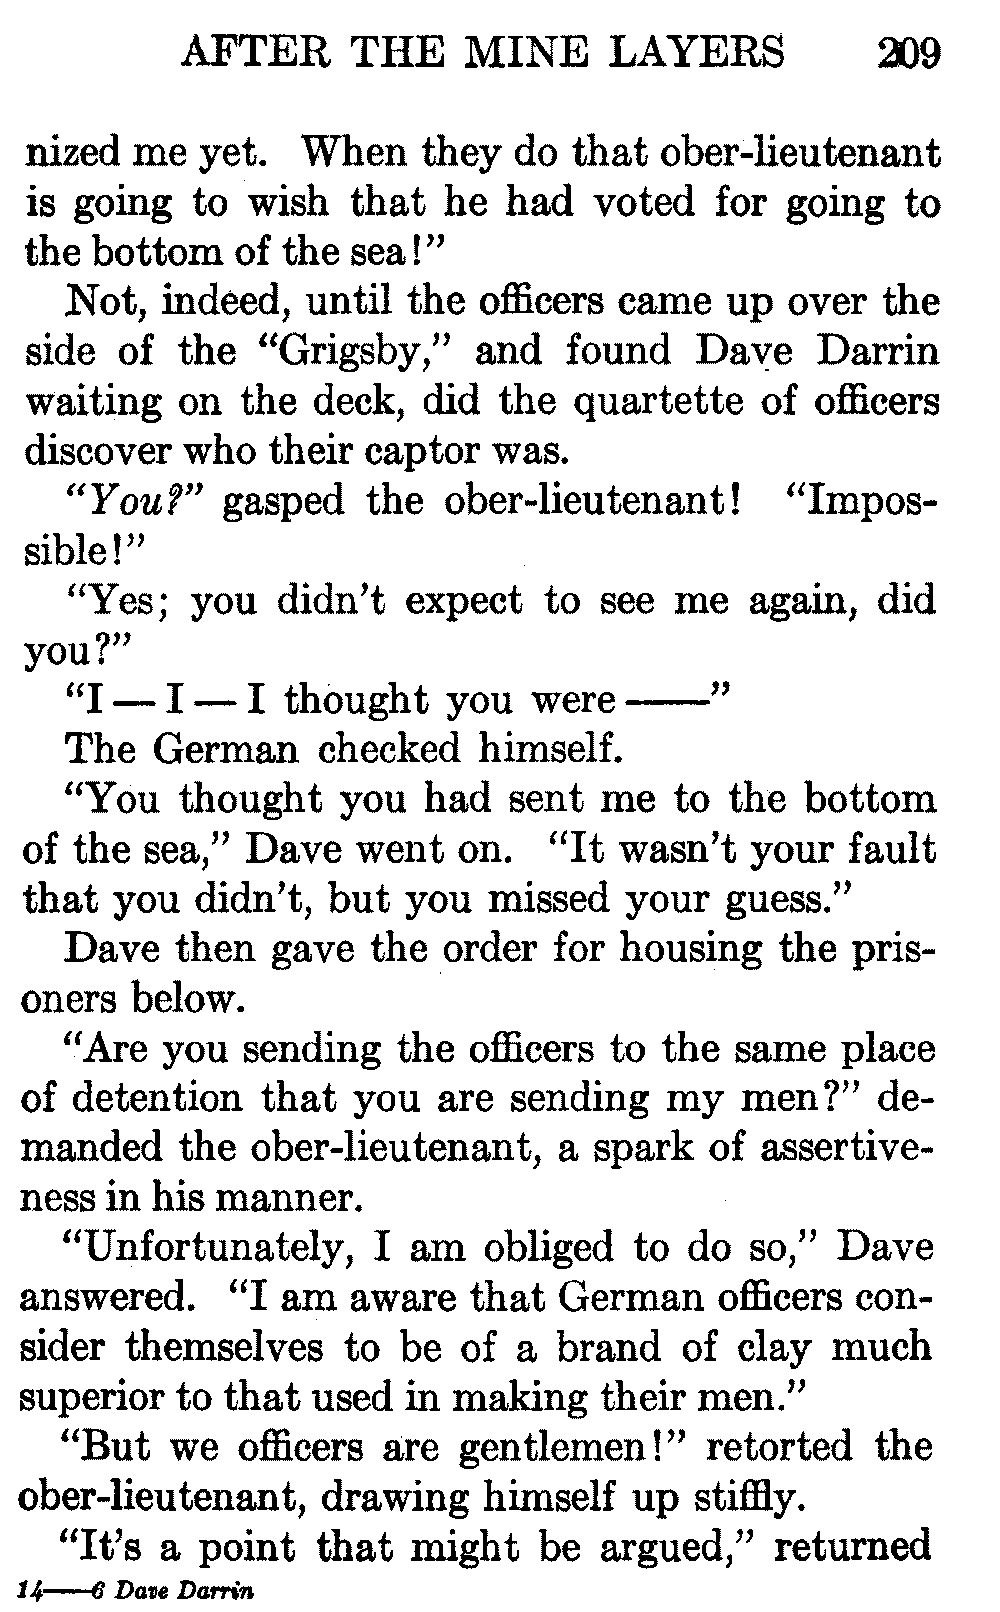 AFTER THE MINE LAYERS 209
nized me yet. When they do that ober-lieutenant
is going to wish that he had voted for going to
the bottom of the sea!”
Not, indeed, until the officers came up over the
side of the “Grigsby,” and found Dave Darrin
waiting on the deck, did the quartette of officers
discover who their captor was.
“You?” gasped the ober-lieutenant! “Impos-
sible!”
“Yes; you didn’t expect to see me again, did
you?”
“I — I — I thought you were ——”
The German checked himself.
“You thought you had sent me to the bottom
of the sea,” Dave went on. “It wasn’t your fault
that you didn’t, but you missed your guess.”
Dave then gave the order for housing the pris-
oners below.
“Are you sending the officers to the same place
of detention that you are sending my men?” de-
manded the ober-lieutenant, a spark of assertive-
ness in his manner.
“Unfortunately, I am obliged to do so,” Dave
answered. “I am aware that German officers con-
sider themselves to be of a brand of clay much
superior to that used in making their men.”
“But we officers are gentlemen!” retorted the
ober-lieutenant, drawing himself up stiffly.
“It’s a point that might be argued,” returned
14——6 Dave Darrin